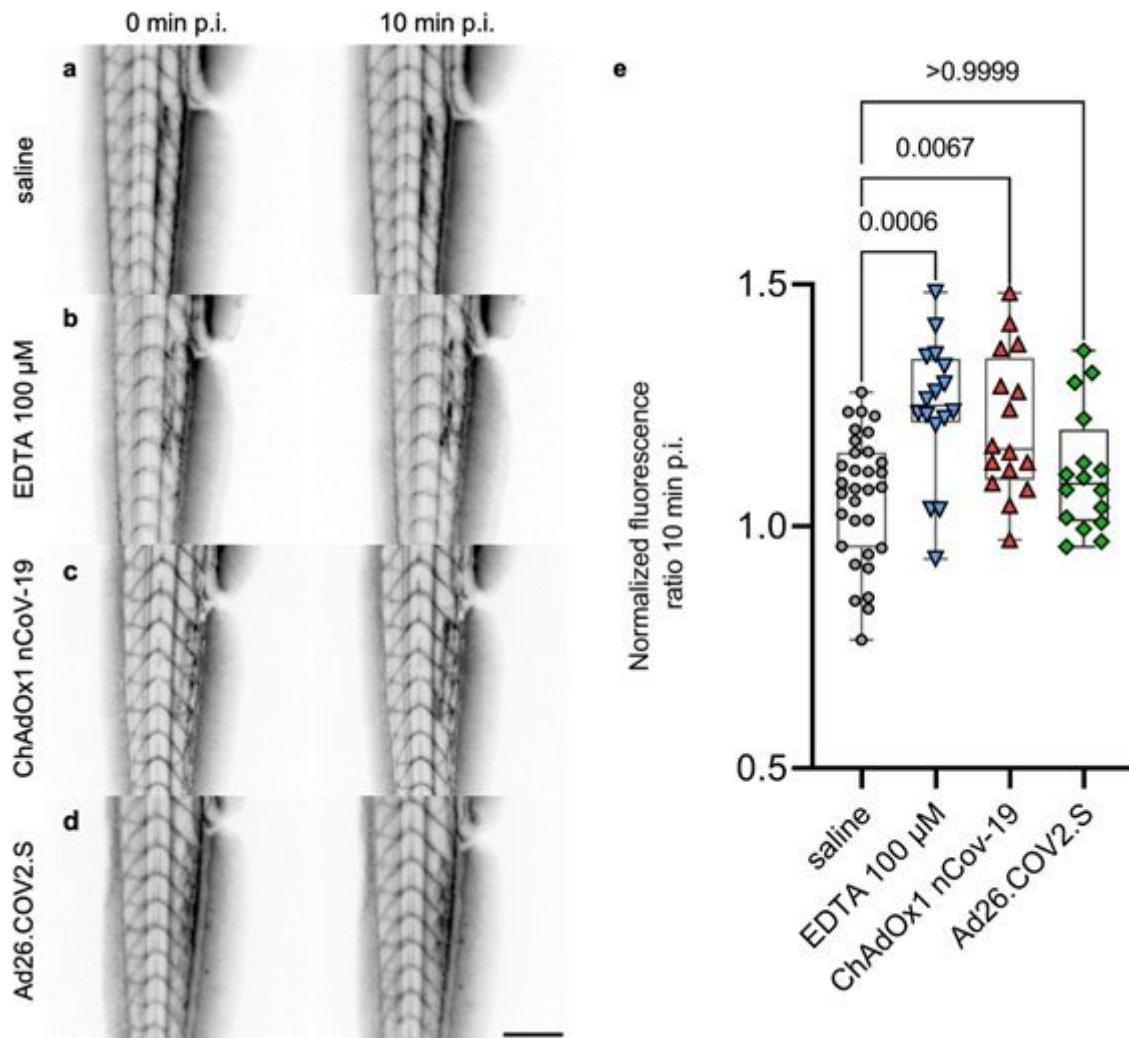 0 min p.i.
10 min p.i.
a
saline
b
EDTA 100 µM
c
ChAdOx1 nCoV-19
d
Ad26.COV2.S
e
>0.9999
0.0067
0.0006
1.5
1.0
0.5
Normalized fluorescence
ratio 10 min p.i.
saline
EDTA 100 µM
ChAdOx1 nCov-19
Ad26.COV2.S